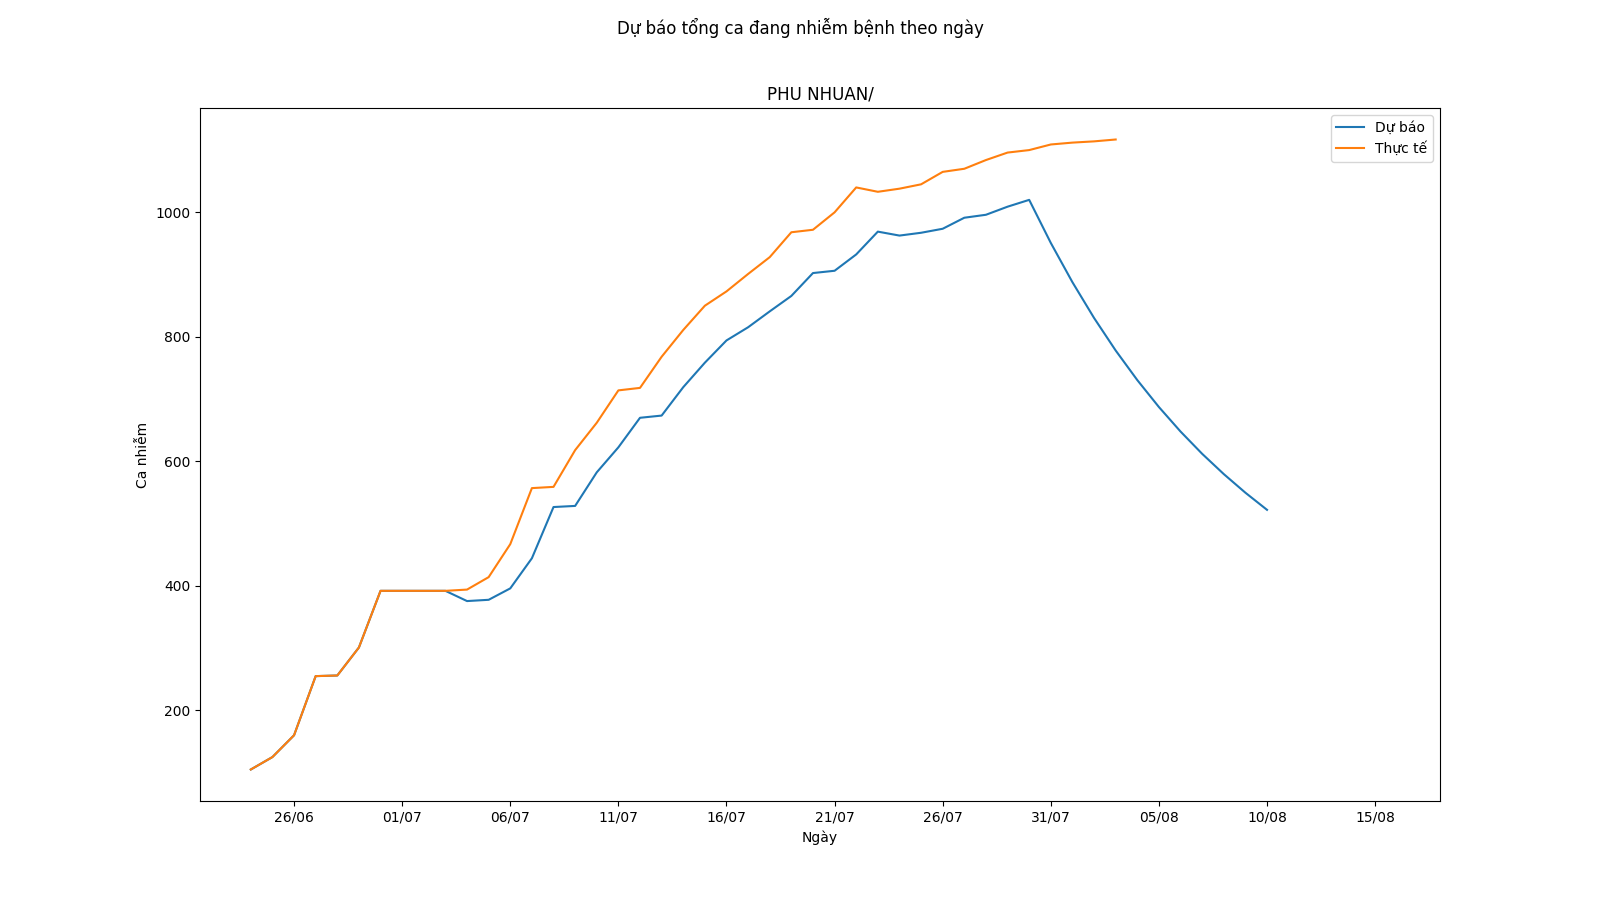 Dự báo tổng ca đang nhiễm bệnh theo ngày
PHU NHUAN/
Dự báo
Thực tế
Ca nhiễm
1000
800
600
400
200
26/06 01/07 06/07 11/07 16/07 21/07 26/07 31/07 05/08 10/08 15/08
Ngày